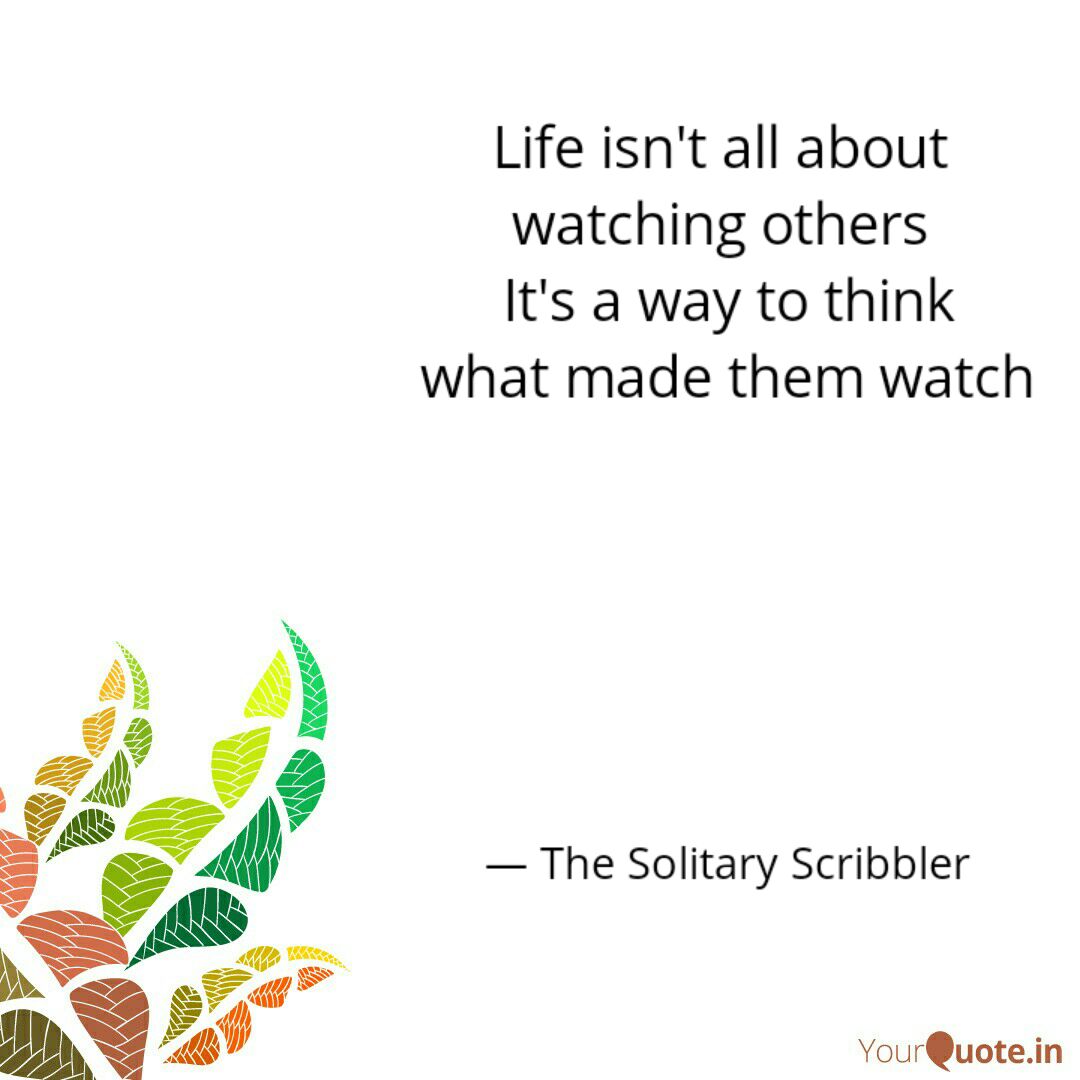 Life isn't all about
watching others
It's a way to think
what made them watch
— The Solitary Scribbler
YourQuote.in